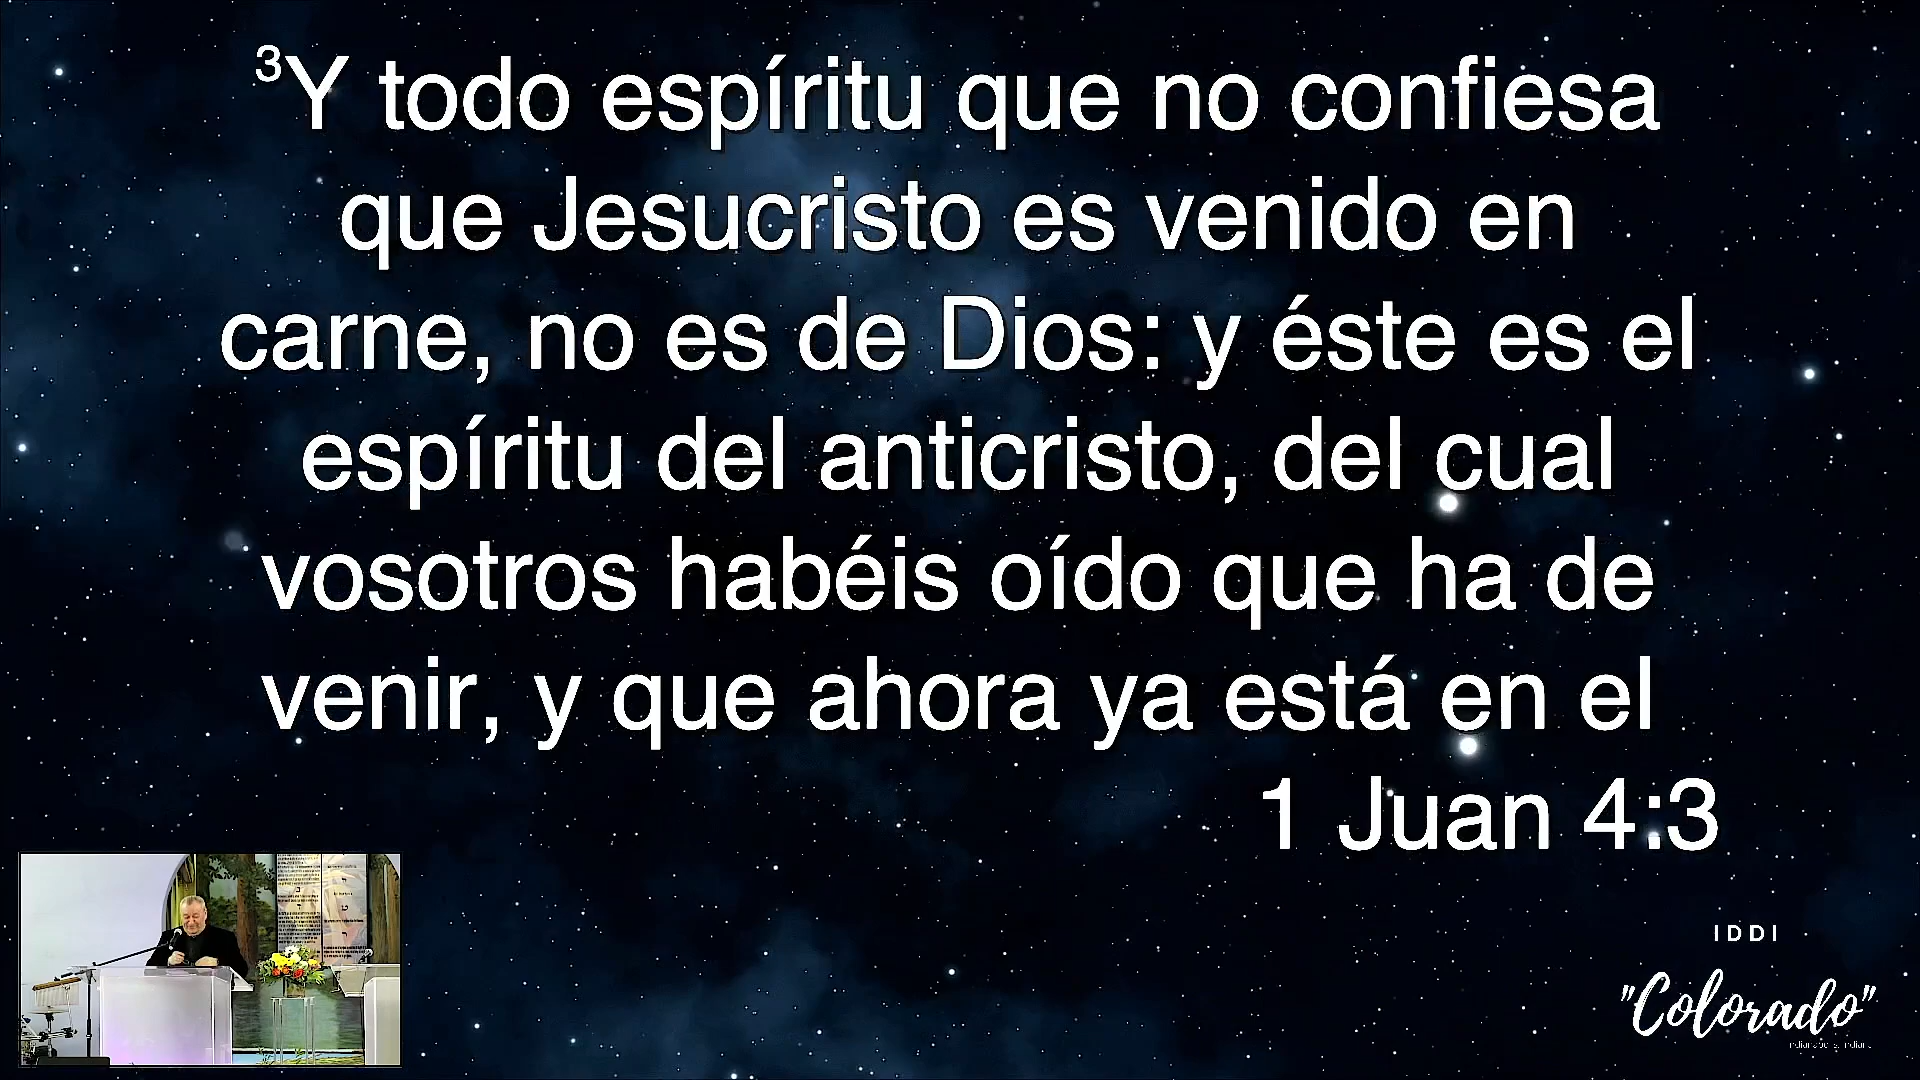 ³Y todo espíritu que no confiesa
que Jesucristo es venido en
carne, no es de Dios: y éste es el
espíritu del anticristo, del cual
vosotros habéis oído que ha de
venir, y que ahora ya está en el
1 Juan 4:3
IDDI
"Colorado"